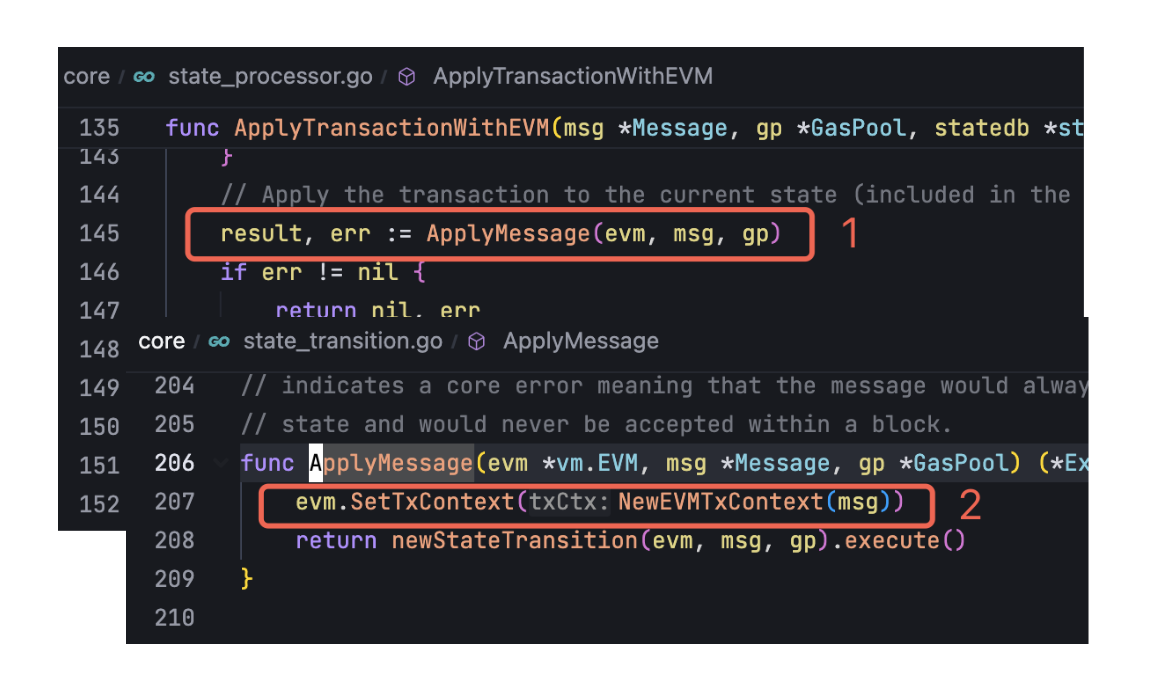 core / GO state_processor.go / ApplyTransactionWithEVM
135 func ApplyTransactionWithEVM(msg *Message, gp *GasPool, statedb *st
143 }
144 // Apply the transaction to the current state (included in the
145 result, err := ApplyMessage(evm, msg, gp) 1
146 if err != nil {
147 return nil, err
148
149
150
151
152
core / GO state_transition.go / ApplyMessage
204 // indicates a core error meaning that the message would alway
205 // state and would never be accepted within a block.
206 func ApplyMessage(evm *vm.EVM, msg *Message, gp *GasPool) (*Ex
207 evm.SetTxContext(txCtx: NewEVMTxContext(msg)) 2
208 return newStateTransition(evm, msg, gp).execute()
209 }
210